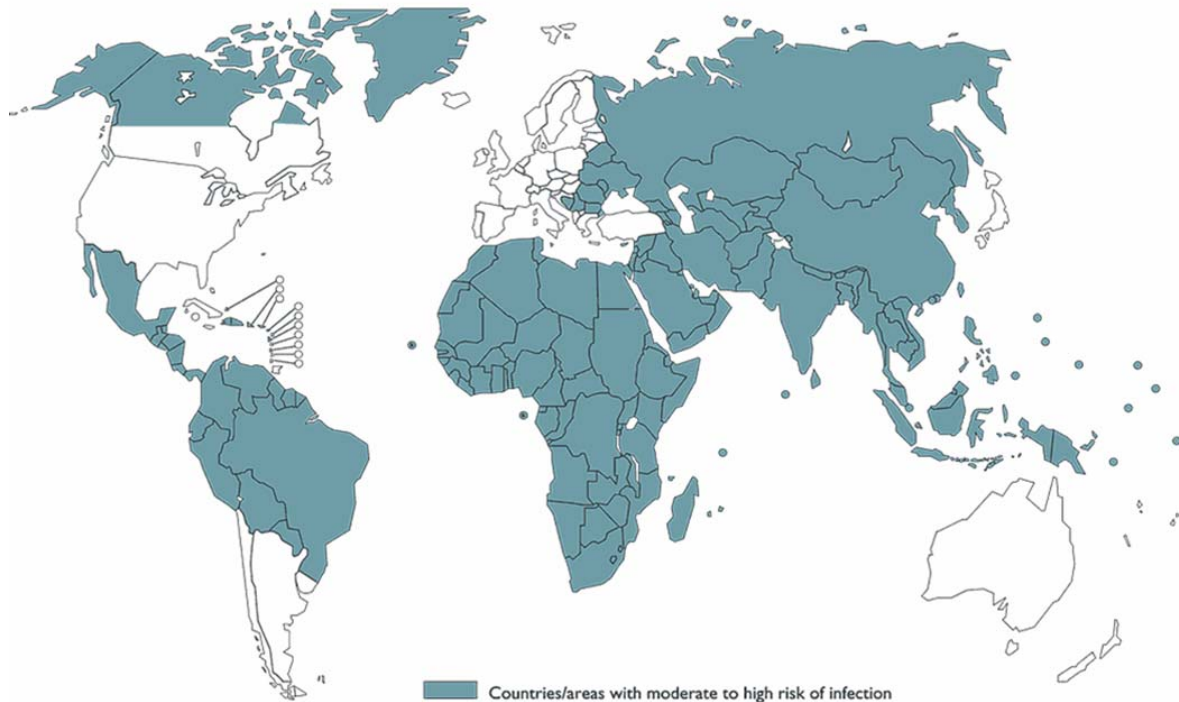 Countries/areas with moderate to high risk of infection